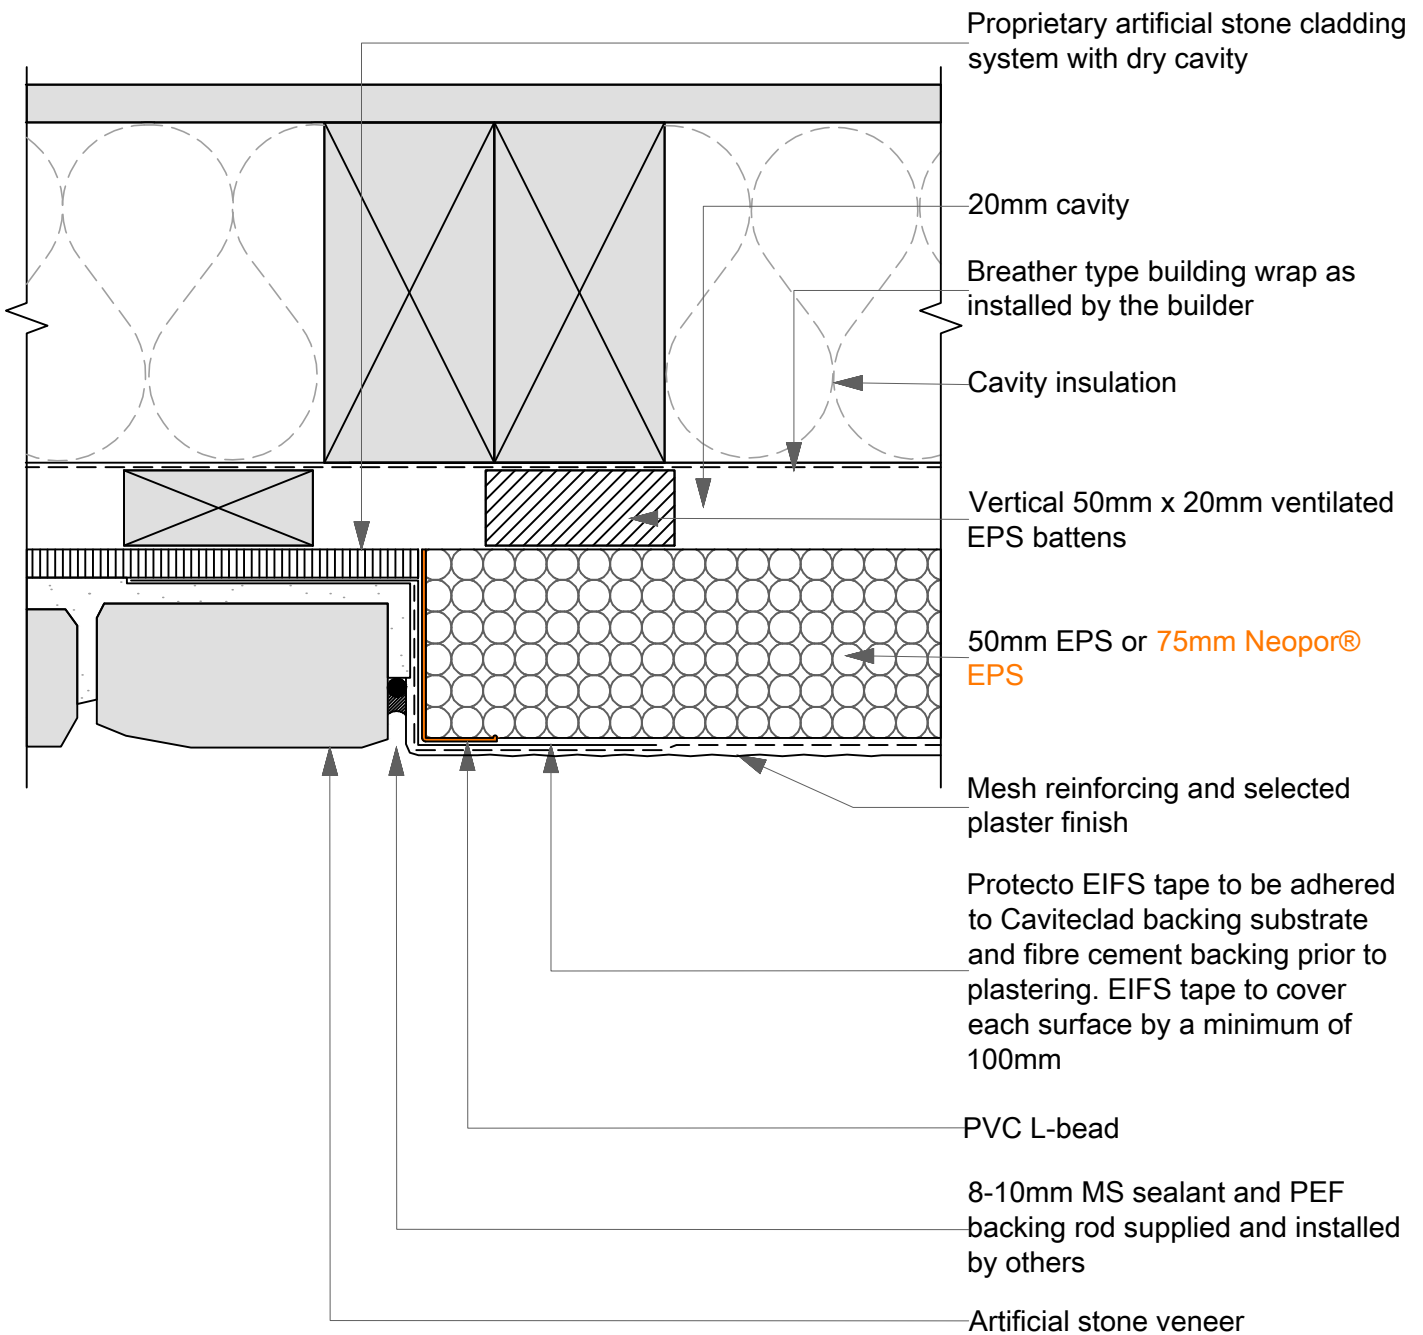 Proprietary artificial stone cladding
system with dry cavity
20mm cavity
Breather type building wrap as
installed by the builder
Cavity insulation
Vertical 50mm x 20mm ventilated
EPS battens
50mm EPS or 75mm Neopor®
EPS
Mesh reinforcing and selected
plaster finish
Protecto EIFS tape to be adhered
to Caviteclad backing substrate
and fibre cement backing prior to
plastering. EIFS tape to cover
each surface by a minimum of
100mm
PVC L-bead
8-10mm MS sealant and PEF
backing rod supplied and installed
by others
Artificial stone veneer